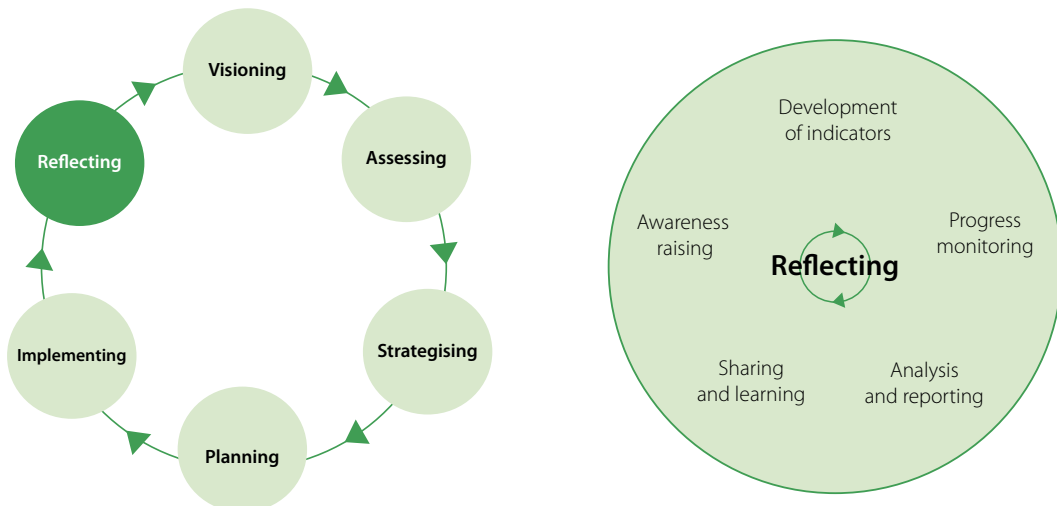 Visioning
Assessing
Strategising
Planning
Implementing
Reflecting
Development
of indicators
Progress
monitoring
Analysis
and reporting
Sharing
and learning
Awareness
raising
Reflecting